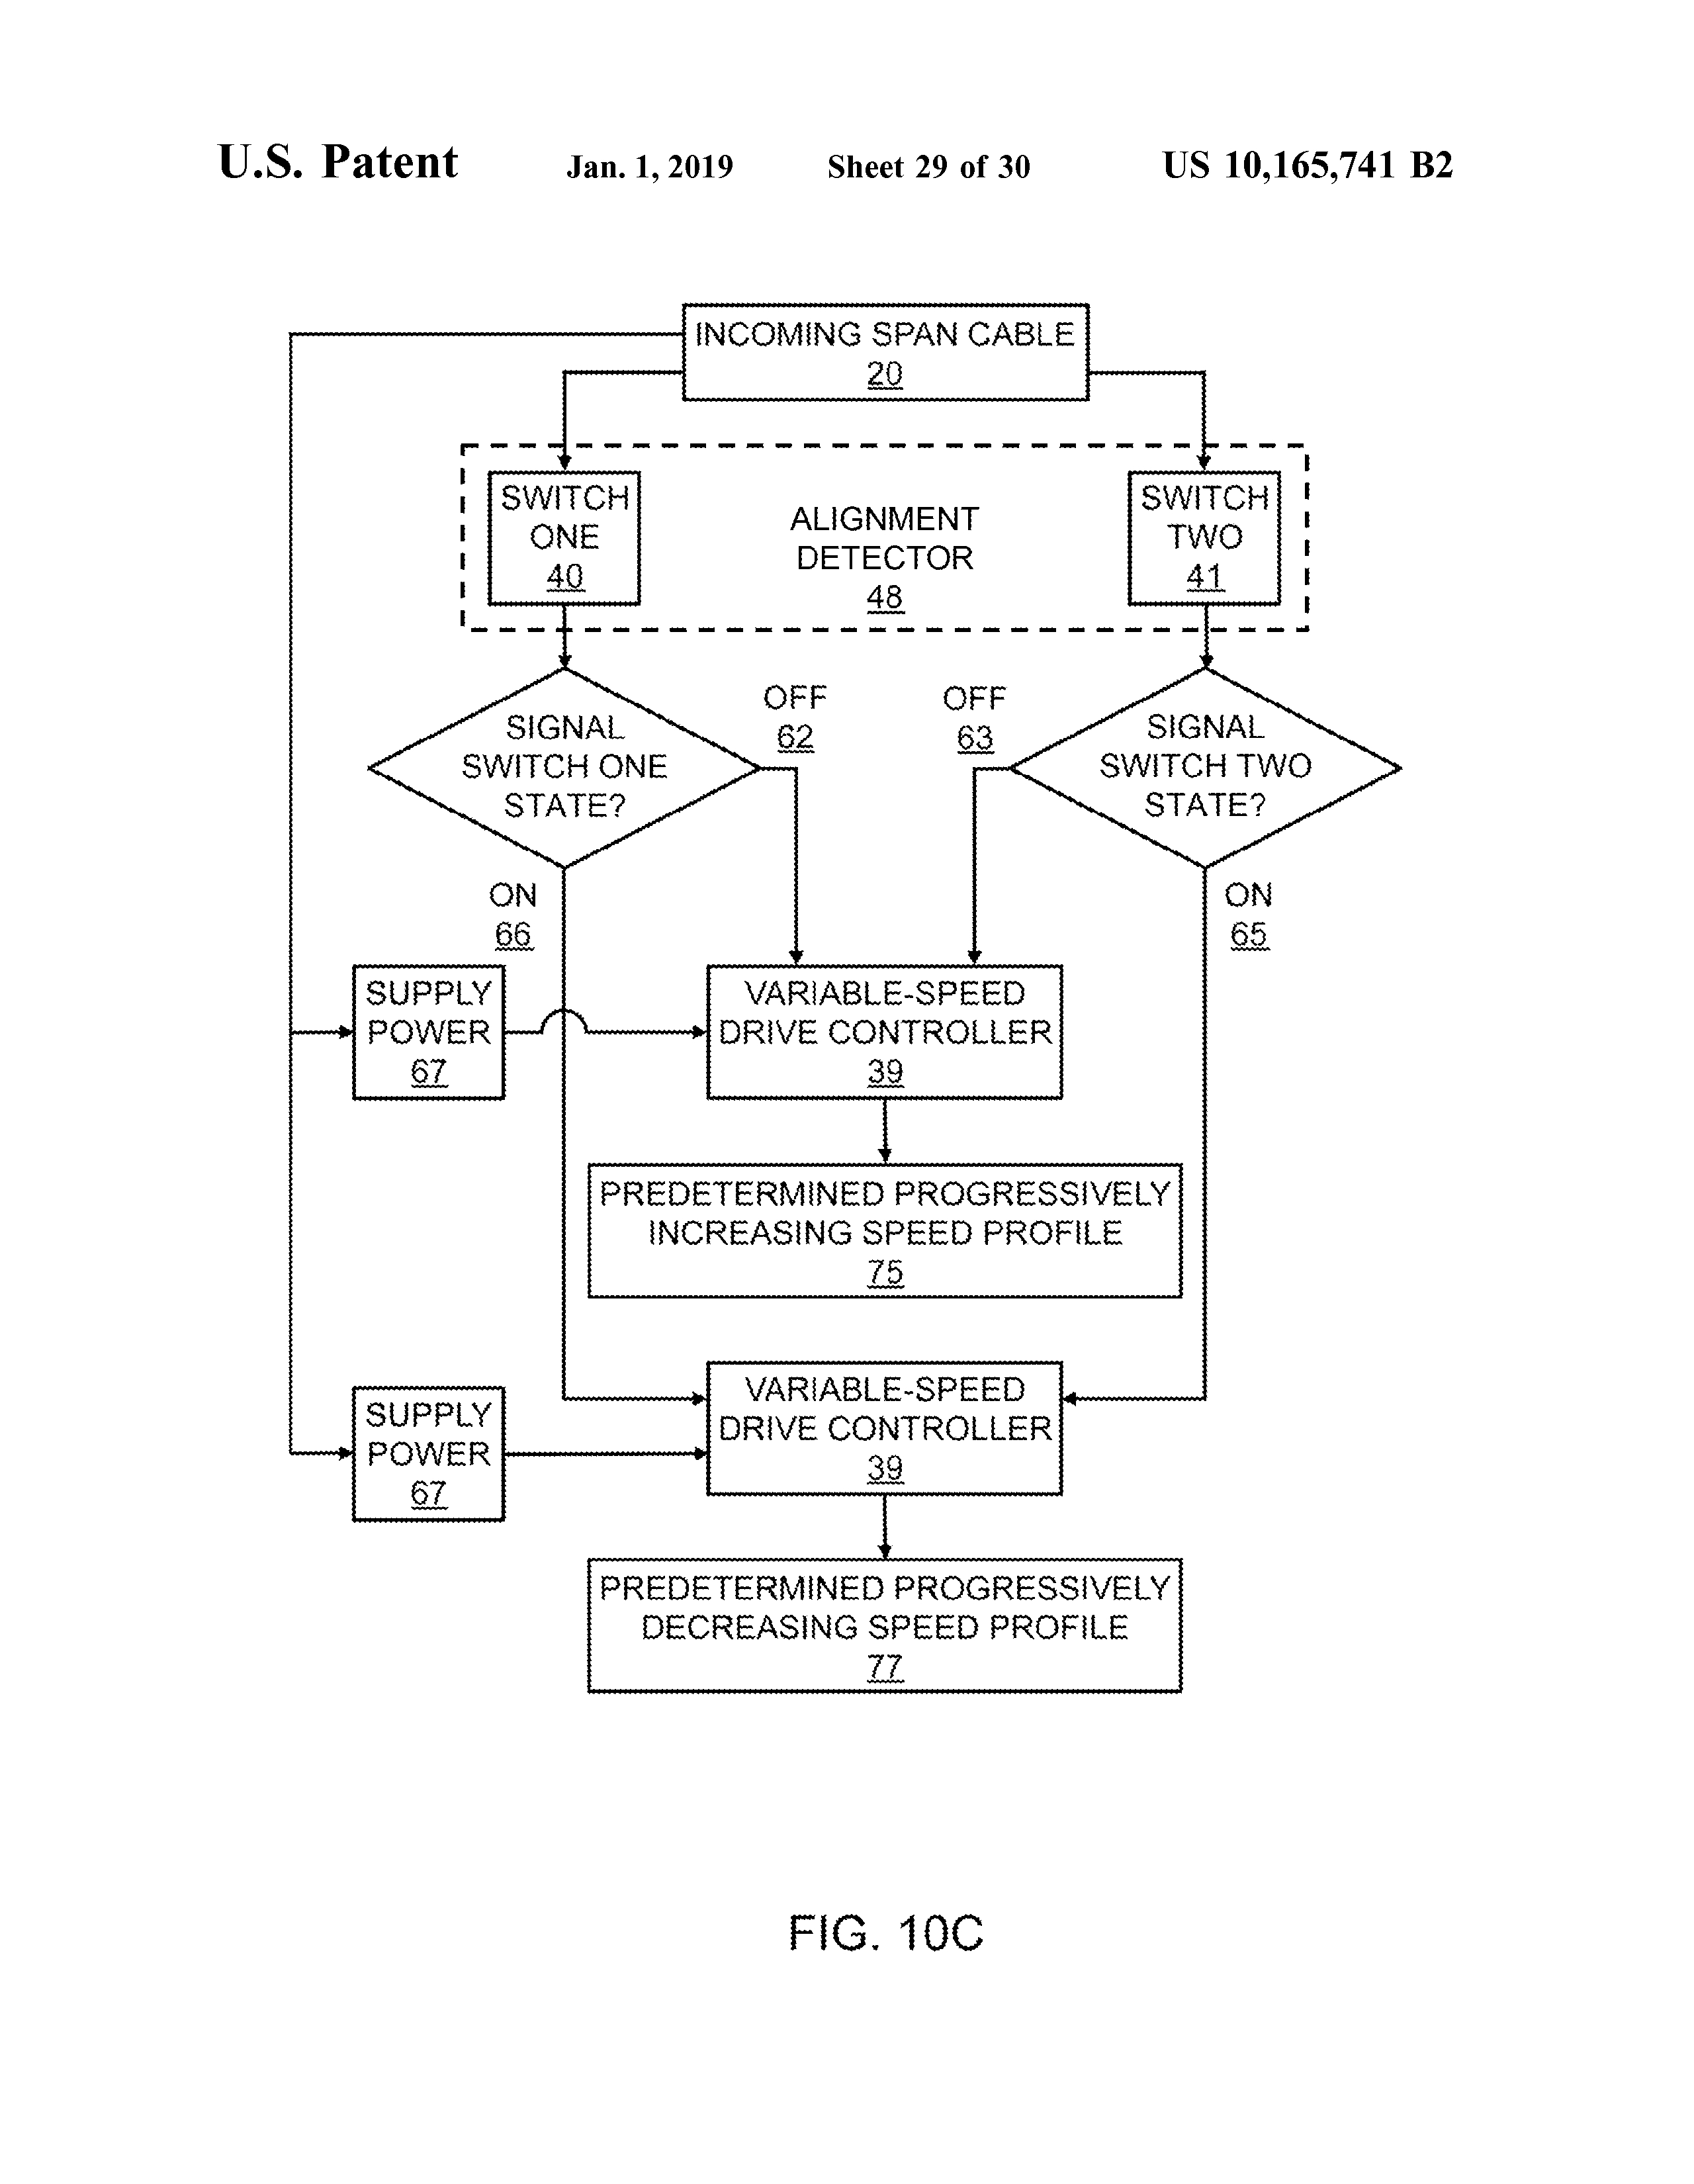 U.S. Patent Jan. 1, 2019 Sheet 29 of 30 US 10,165,741 B2
INCOMING SPAN CABLE
20
SWITCH
ONE
40
ALIGNMENT
DETECTOR
48
SWITCH
TWO
41
SIGNAL
SWITCH ONE
STATE?
OFF
62
OFF
63
SIGNAL
SWITCH TWO
STATE?
ON
66
ON
65
SUPPLY
POWER
67
VARIABLE-SPEED
DRIVE CONTROLLER
39
PREDETERMINED PROGRESSIVELY
INCREASING SPEED PROFILE
75
SUPPLY
POWER
67
VARIABLE-SPEED
DRIVE CONTROLLER
39
PREDETERMINED PROGRESSIVELY
DECREASING SPEED PROFILE
77
FIG. 10C